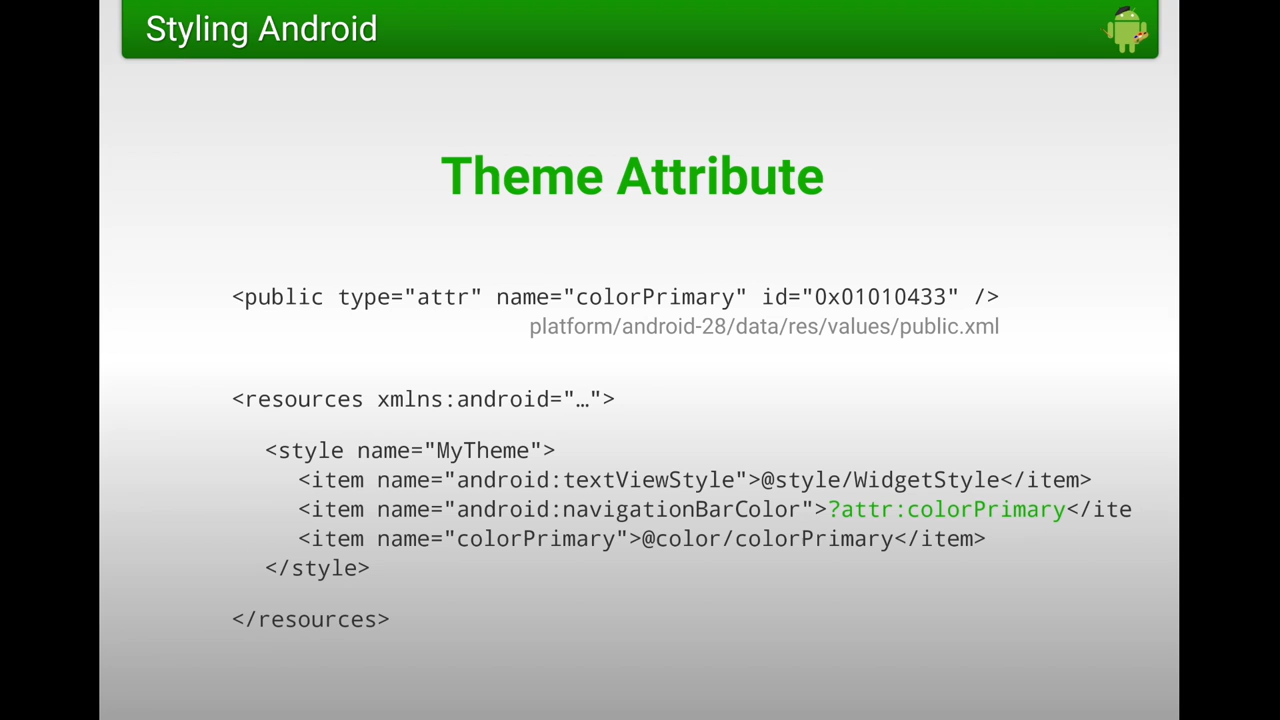 Styling Android
Theme Attribute
<public type="attr" name="colorPrimary" id="0x01010433" />
platform/android-28/data/res/values/public.xml
<resources xmlns:android="…">
<style name="MyTheme">
<item name="android:textViewStyle">@style/WidgetStyle</item>
<item name="android:navigationBarColor">?attr:colorPrimary</ite
<item name="colorPrimary">@color/colorPrimary</item>
</style>
</resources>